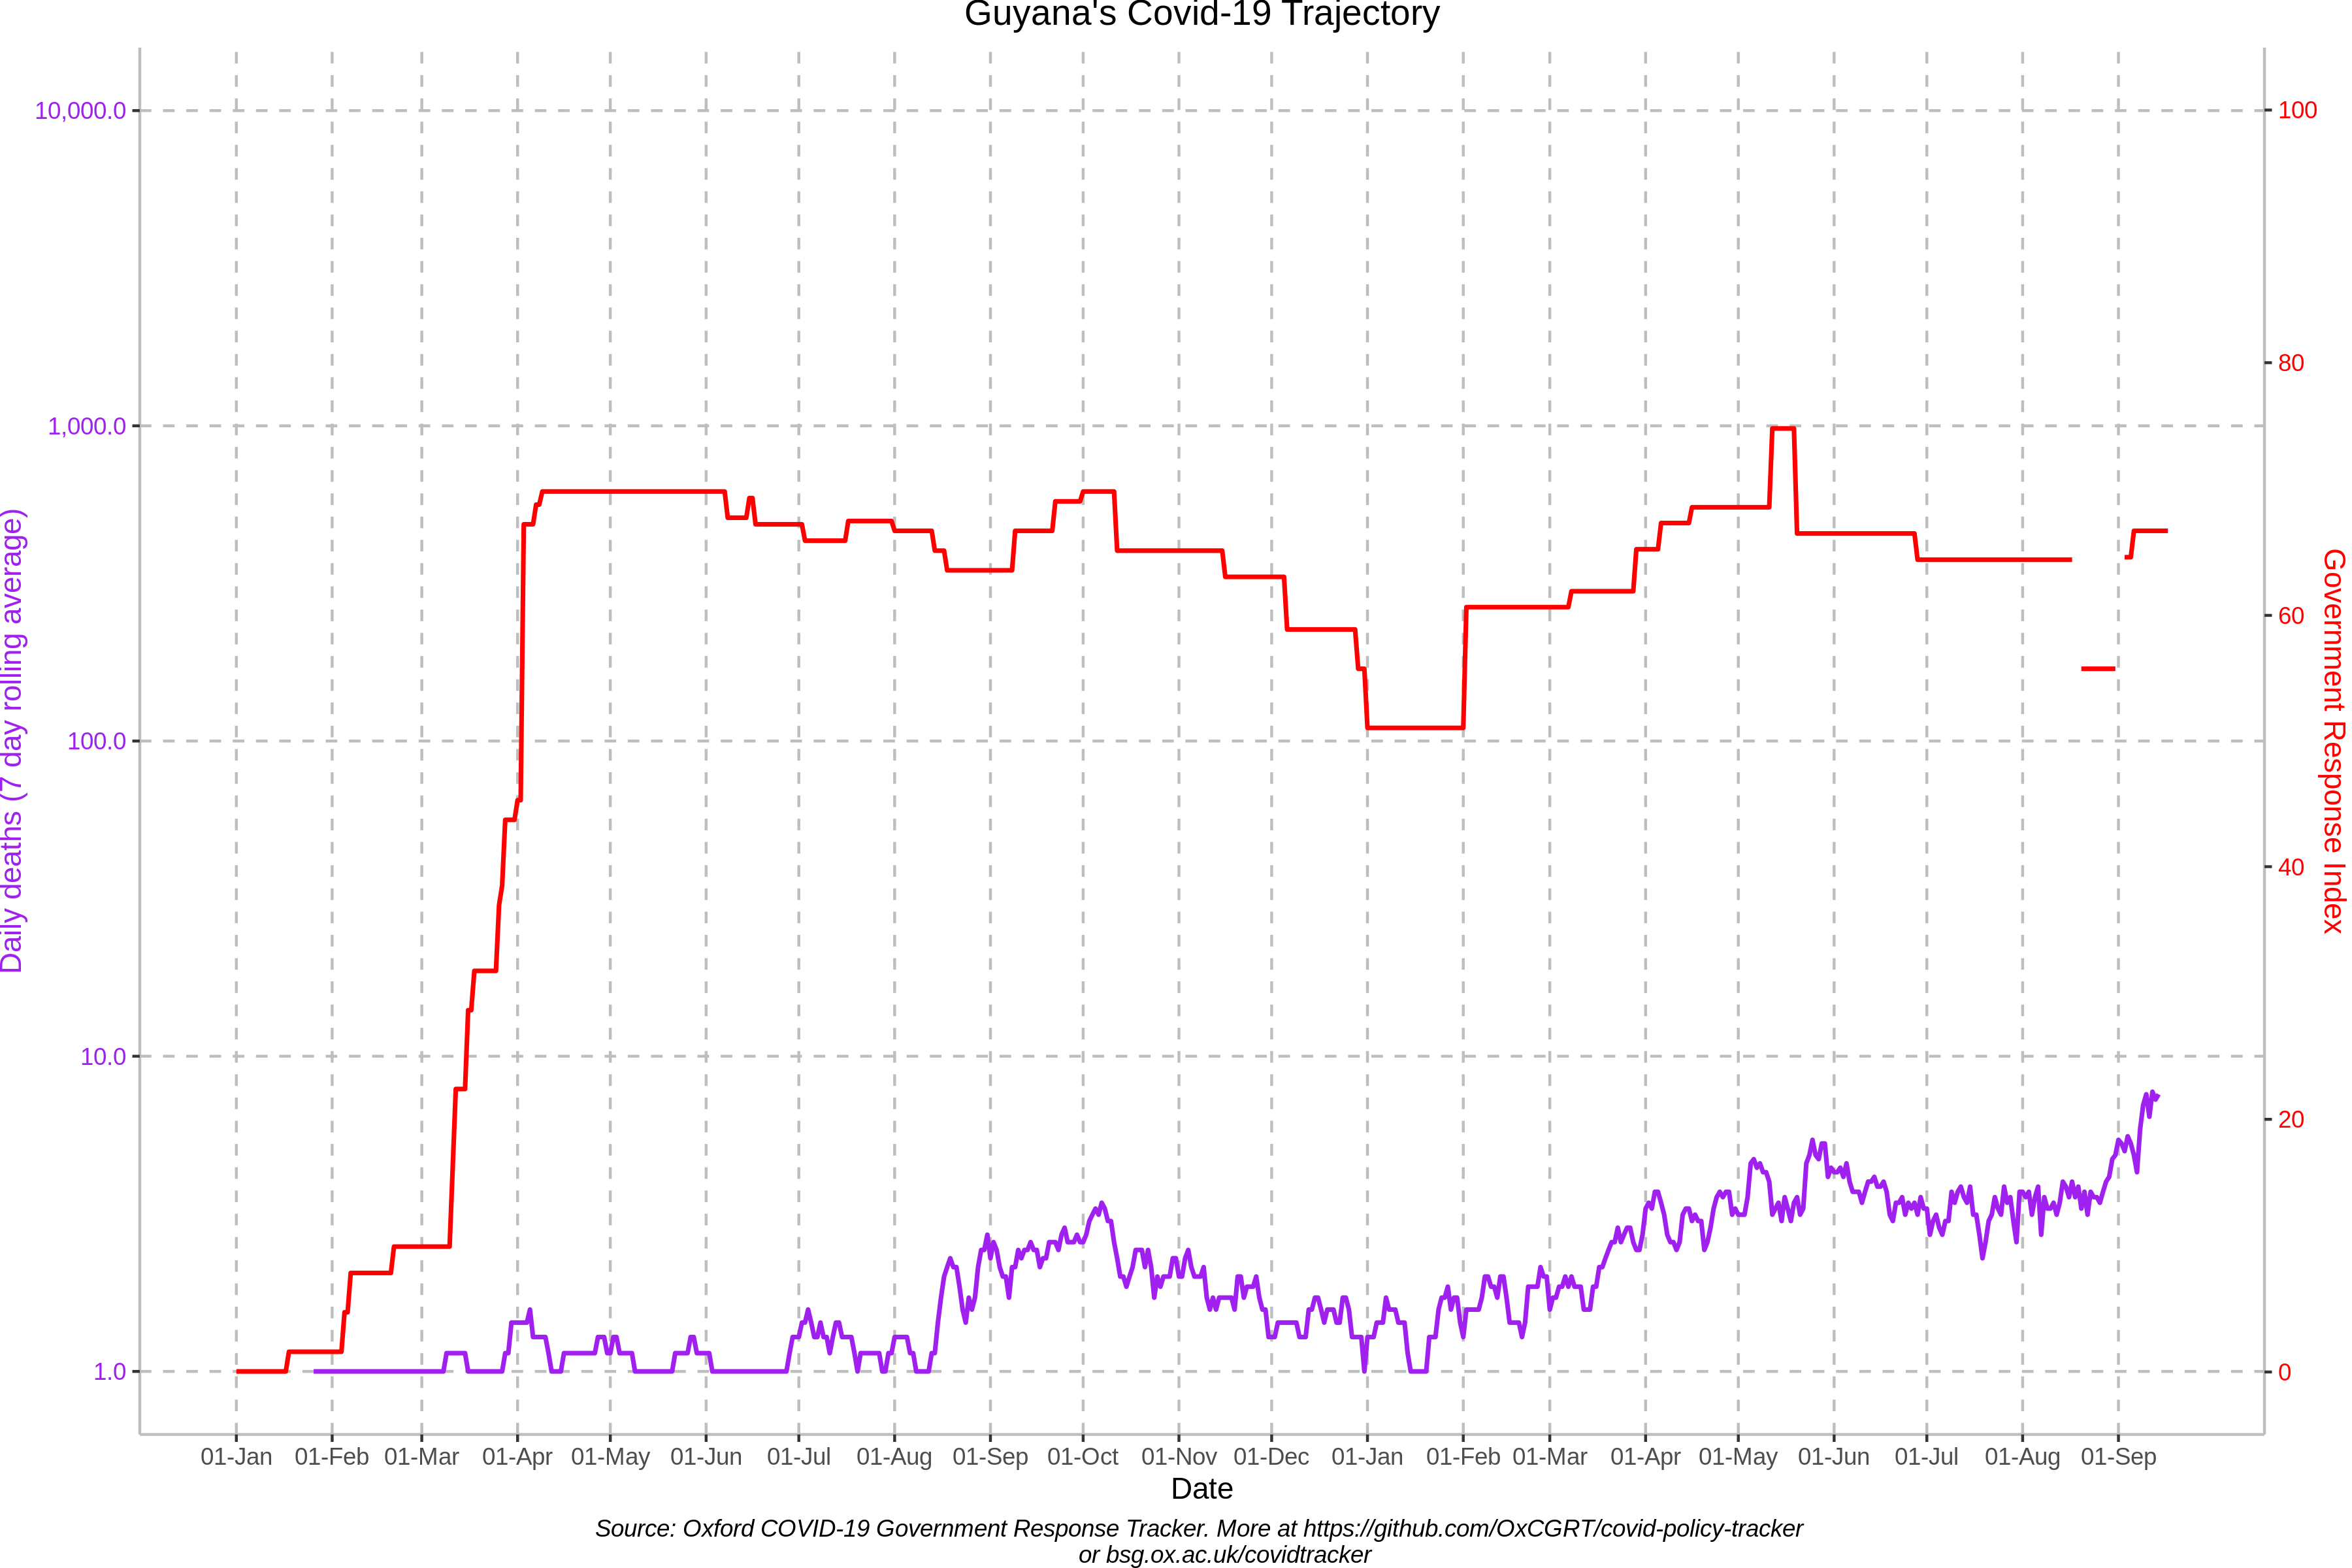 Guyana's Covid-19 Trajectory
10,000.0
1,000.0
100.0
10.0
1.0
Daily deaths (7 day rolling average)
100
80
60
40
20
0
Government Response Index
01-Jan 01-Feb 01-Mar 01-Apr 01-May 01-Jun 01-Jul 01-Aug 01-Sep 01-Oct 01-Nov 01-Dec 01-Jan 01-Feb 01-Mar 01-Apr 01-May 01-Jun 01-Jul 01-Aug 01-Sep
Date
Source: Oxford COVID-19 Government Response Tracker. More at https://github.com/OxCGRT/covid-policy-tracker
or bsg.ox.ac.uk/covidtracker